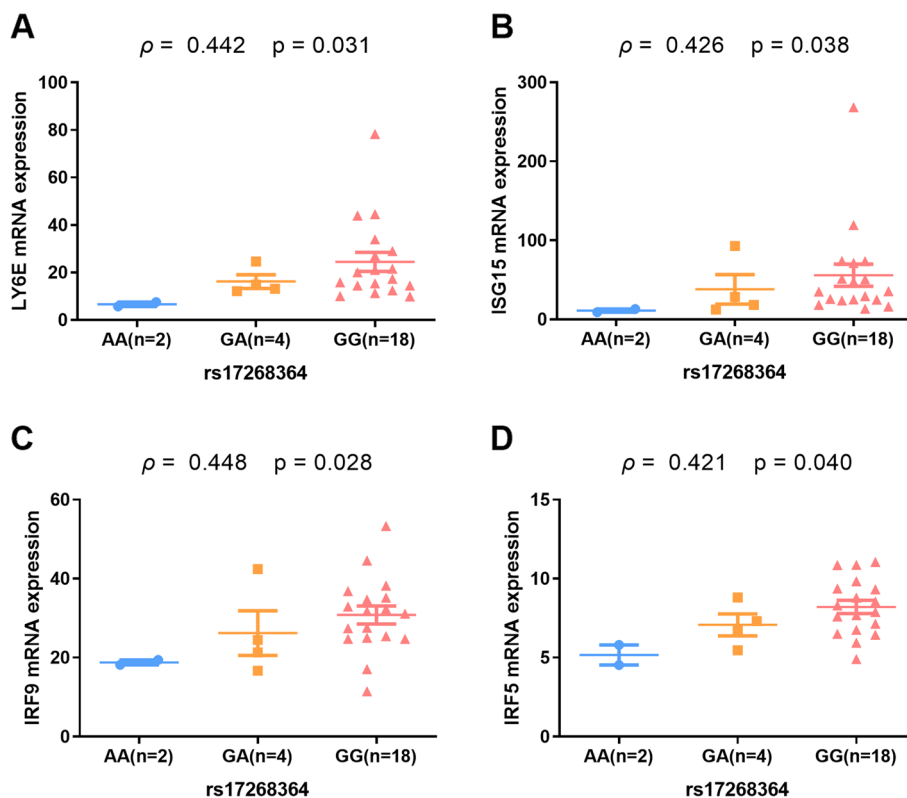 A
ρ = 0.442 p = 0.031
LY6E mRNA expression
100
80
60
40
20
0
AA(n=2) GA(n=4) GG(n=18)
rs17268364
B
ρ = 0.426 p = 0.038
ISG15 mRNA expression
300
200
100
0
AA(n=2) GA(n=4) GG(n=18)
rs17268364
C
ρ = 0.448 p = 0.028
IRF9 mRNA expression
60
40
20
0
AA(n=2) GA(n=4) GG(n=18)
rs17268364
D
ρ = 0.421 p = 0.040
IRF5 mRNA expression
15
10
5
0
AA(n=2) GA(n=4) GG(n=18)
rs17268364